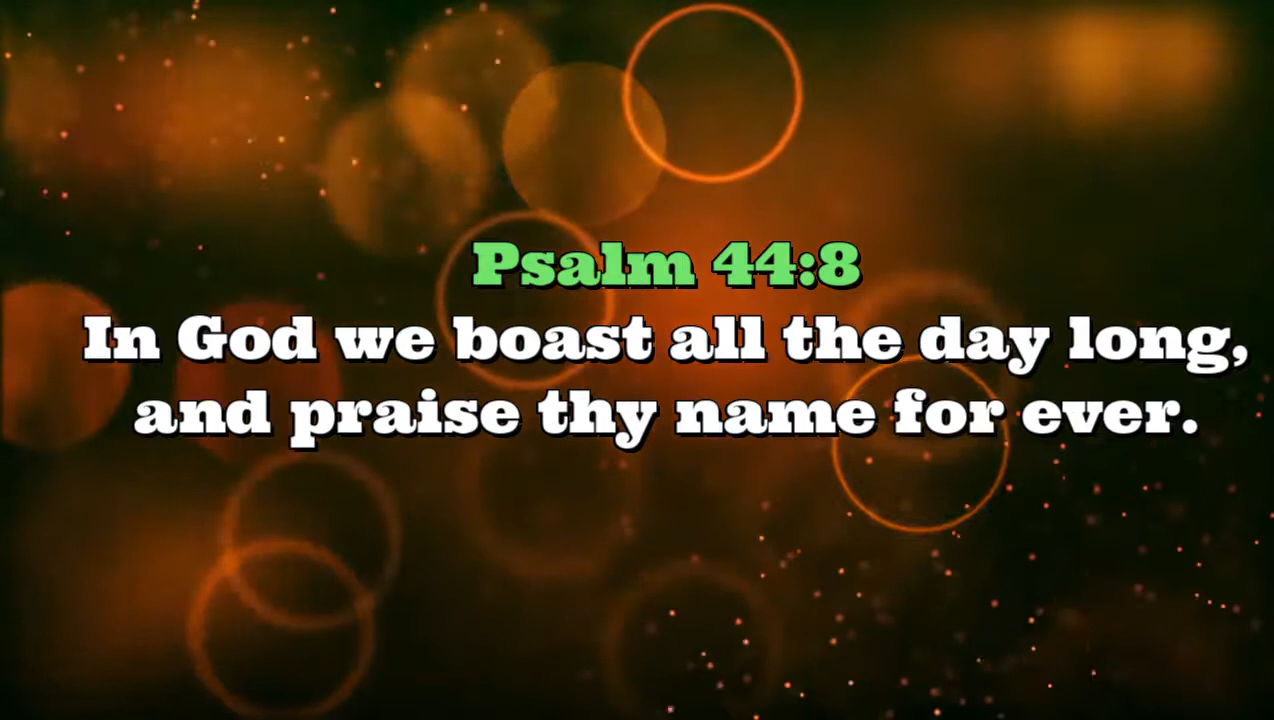 Psalm 44:8
In God we boast all the day long,
and praise thy name for ever.